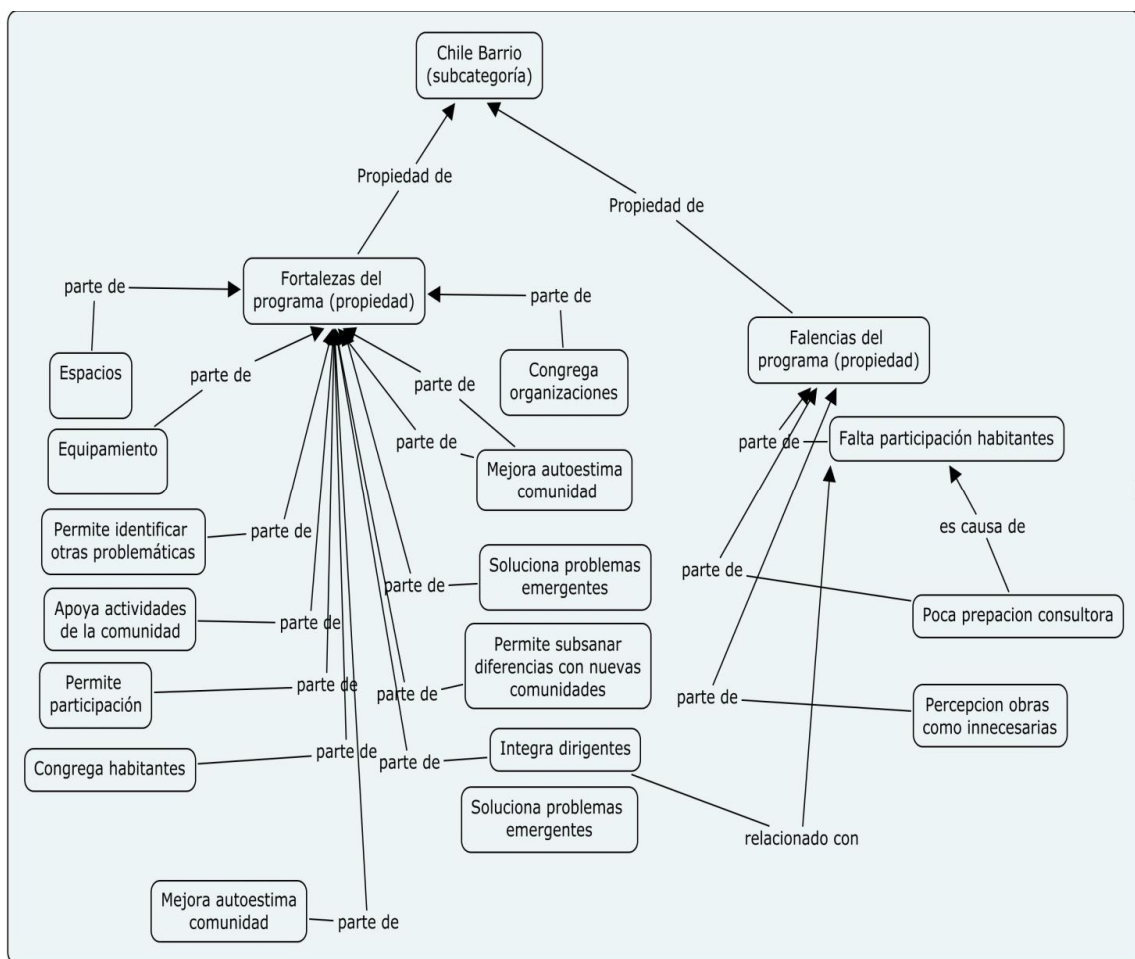 Chile Barrio
(subcategoría)
Propiedad de
Propiedad de
Fortalezas del
programa (propiedad)
parte de
parte de
Falencias del
programa (propiedad)
Espacios
Congrega
organizaciones
parte de
parte de
Equipamiento
parte de
parte de
Falta participación habitantes
Mejora autoestima
comunidad
Permite identificar
otras problemáticas
parte de
es causa de
Soluciona problemas
emergentes
parte de
parte de
Apoya actividades
de la comunidad
parte de
Poca prepacion consultora
Permite subsanar
diferencias con nuevas
comunidades
Permite
participación
parte de
parte de
parte de
Percepcion obras
como innecesarias
Congrega habitantes
parte de
parte de
Integra dirigentes
Soluciona problemas
emergentes
relacionado con
Mejora autoestima
comunidad
parte de